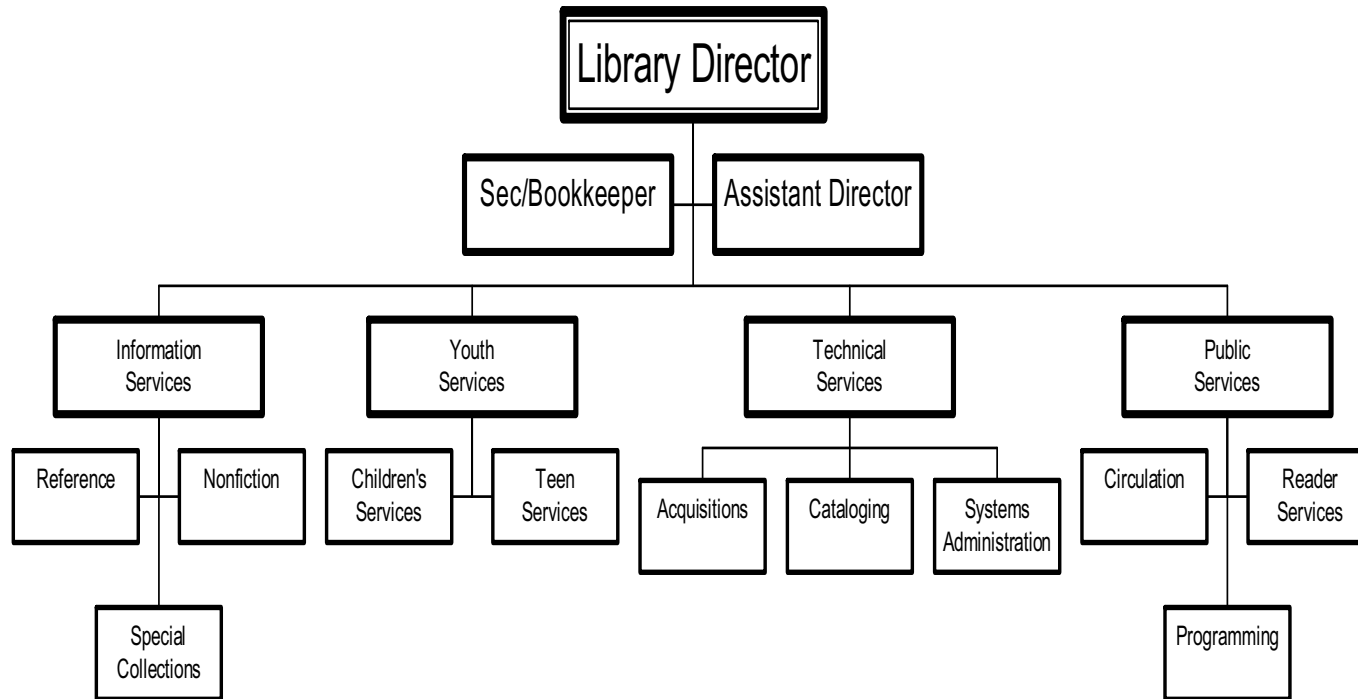 Library Director
Sec/Bookkeeper
Assistant Director
Information
Services
Youth
Services
Technical
Services
Public
Services
Reference
Nonfiction
Children's
Services
Teen
Services
Acquisitions
Cataloging
Systems
Administration
Circulation
Reader
Services
Special
Collections
Programming